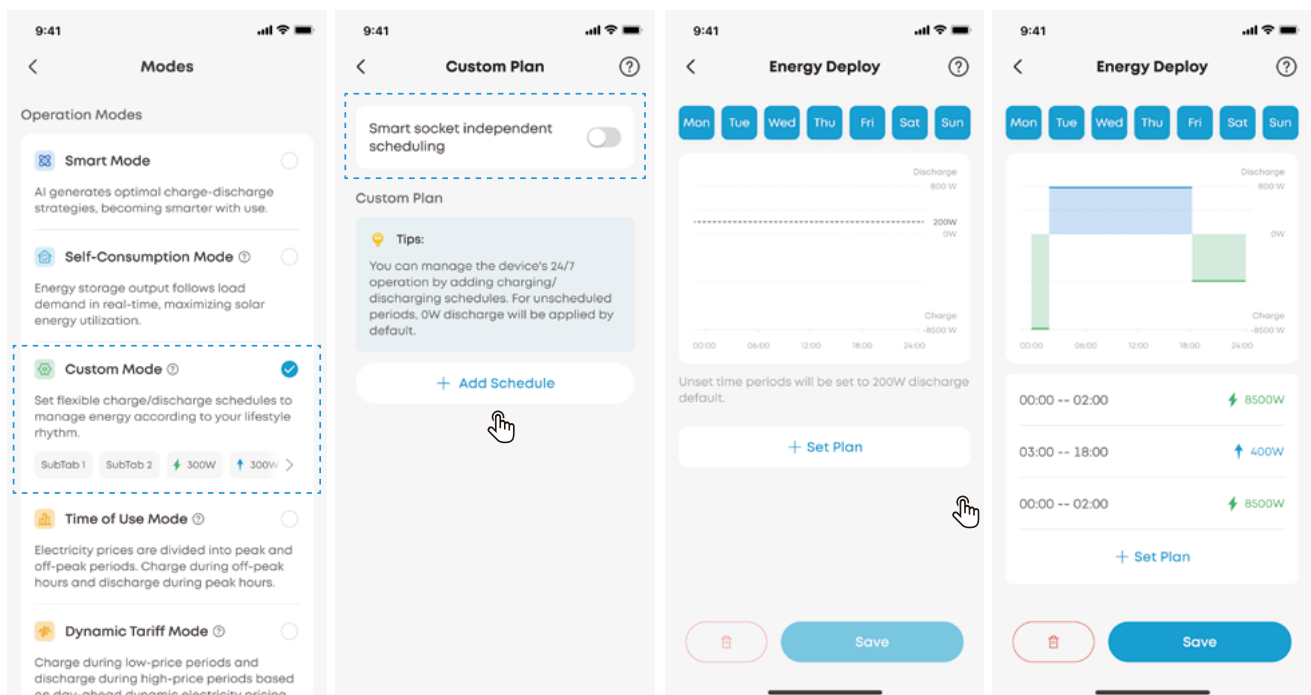 9:41
Modes
Operation Modes
Smart Mode
AI generates optimal charge-discharge
strategies, becoming smarter with use.
Self-Consumption Mode
Energy storage output follows load
demand in real-time, maximizing solar
energy utilization.
Custom Mode
Set flexible charge/discharge schedules to
manage energy according to your lifestyle
rhythm.
SubTab 1 SubTab 2 300W 300W
Time of Use Mode
Electricity prices are divided into peak and
off-peak periods. Charge during off-peak
hours and discharge during peak hours.
Dynamic Tariff Mode
Charge during low-price periods and
discharge during high-price periods based
on day-ahead dynamic electricity pricing
9:41
Custom Plan
Smart socket independent
scheduling
Custom Plan
Tips:
You can manage the device's 24/7
operation by adding charging/
discharging schedules. For unscheduled
periods, 0W discharge will be applied by
default.
+ Add Schedule
9:41
Energy Deploy
Mon Tue Wed Thu Fri Sat Sun
Discharge
800 W
200W
0W
Charge
-8500 W
00:00 06:00 12:00 18:00 24:00
Unset time periods will be set to 200W discharge
default.
+ Set Plan
Save
9:41
Energy Deploy
Mon Tue Wed Thu Fri Sat Sun
Discharge
800 W
0W
Charge
-8500 W
00:00 06:00 12:00 18:00 24:00
00:00 -- 02:00 8500W
03:00 -- 18:00 400W
00:00 -- 02:00 8500W
+ Set Plan
Save